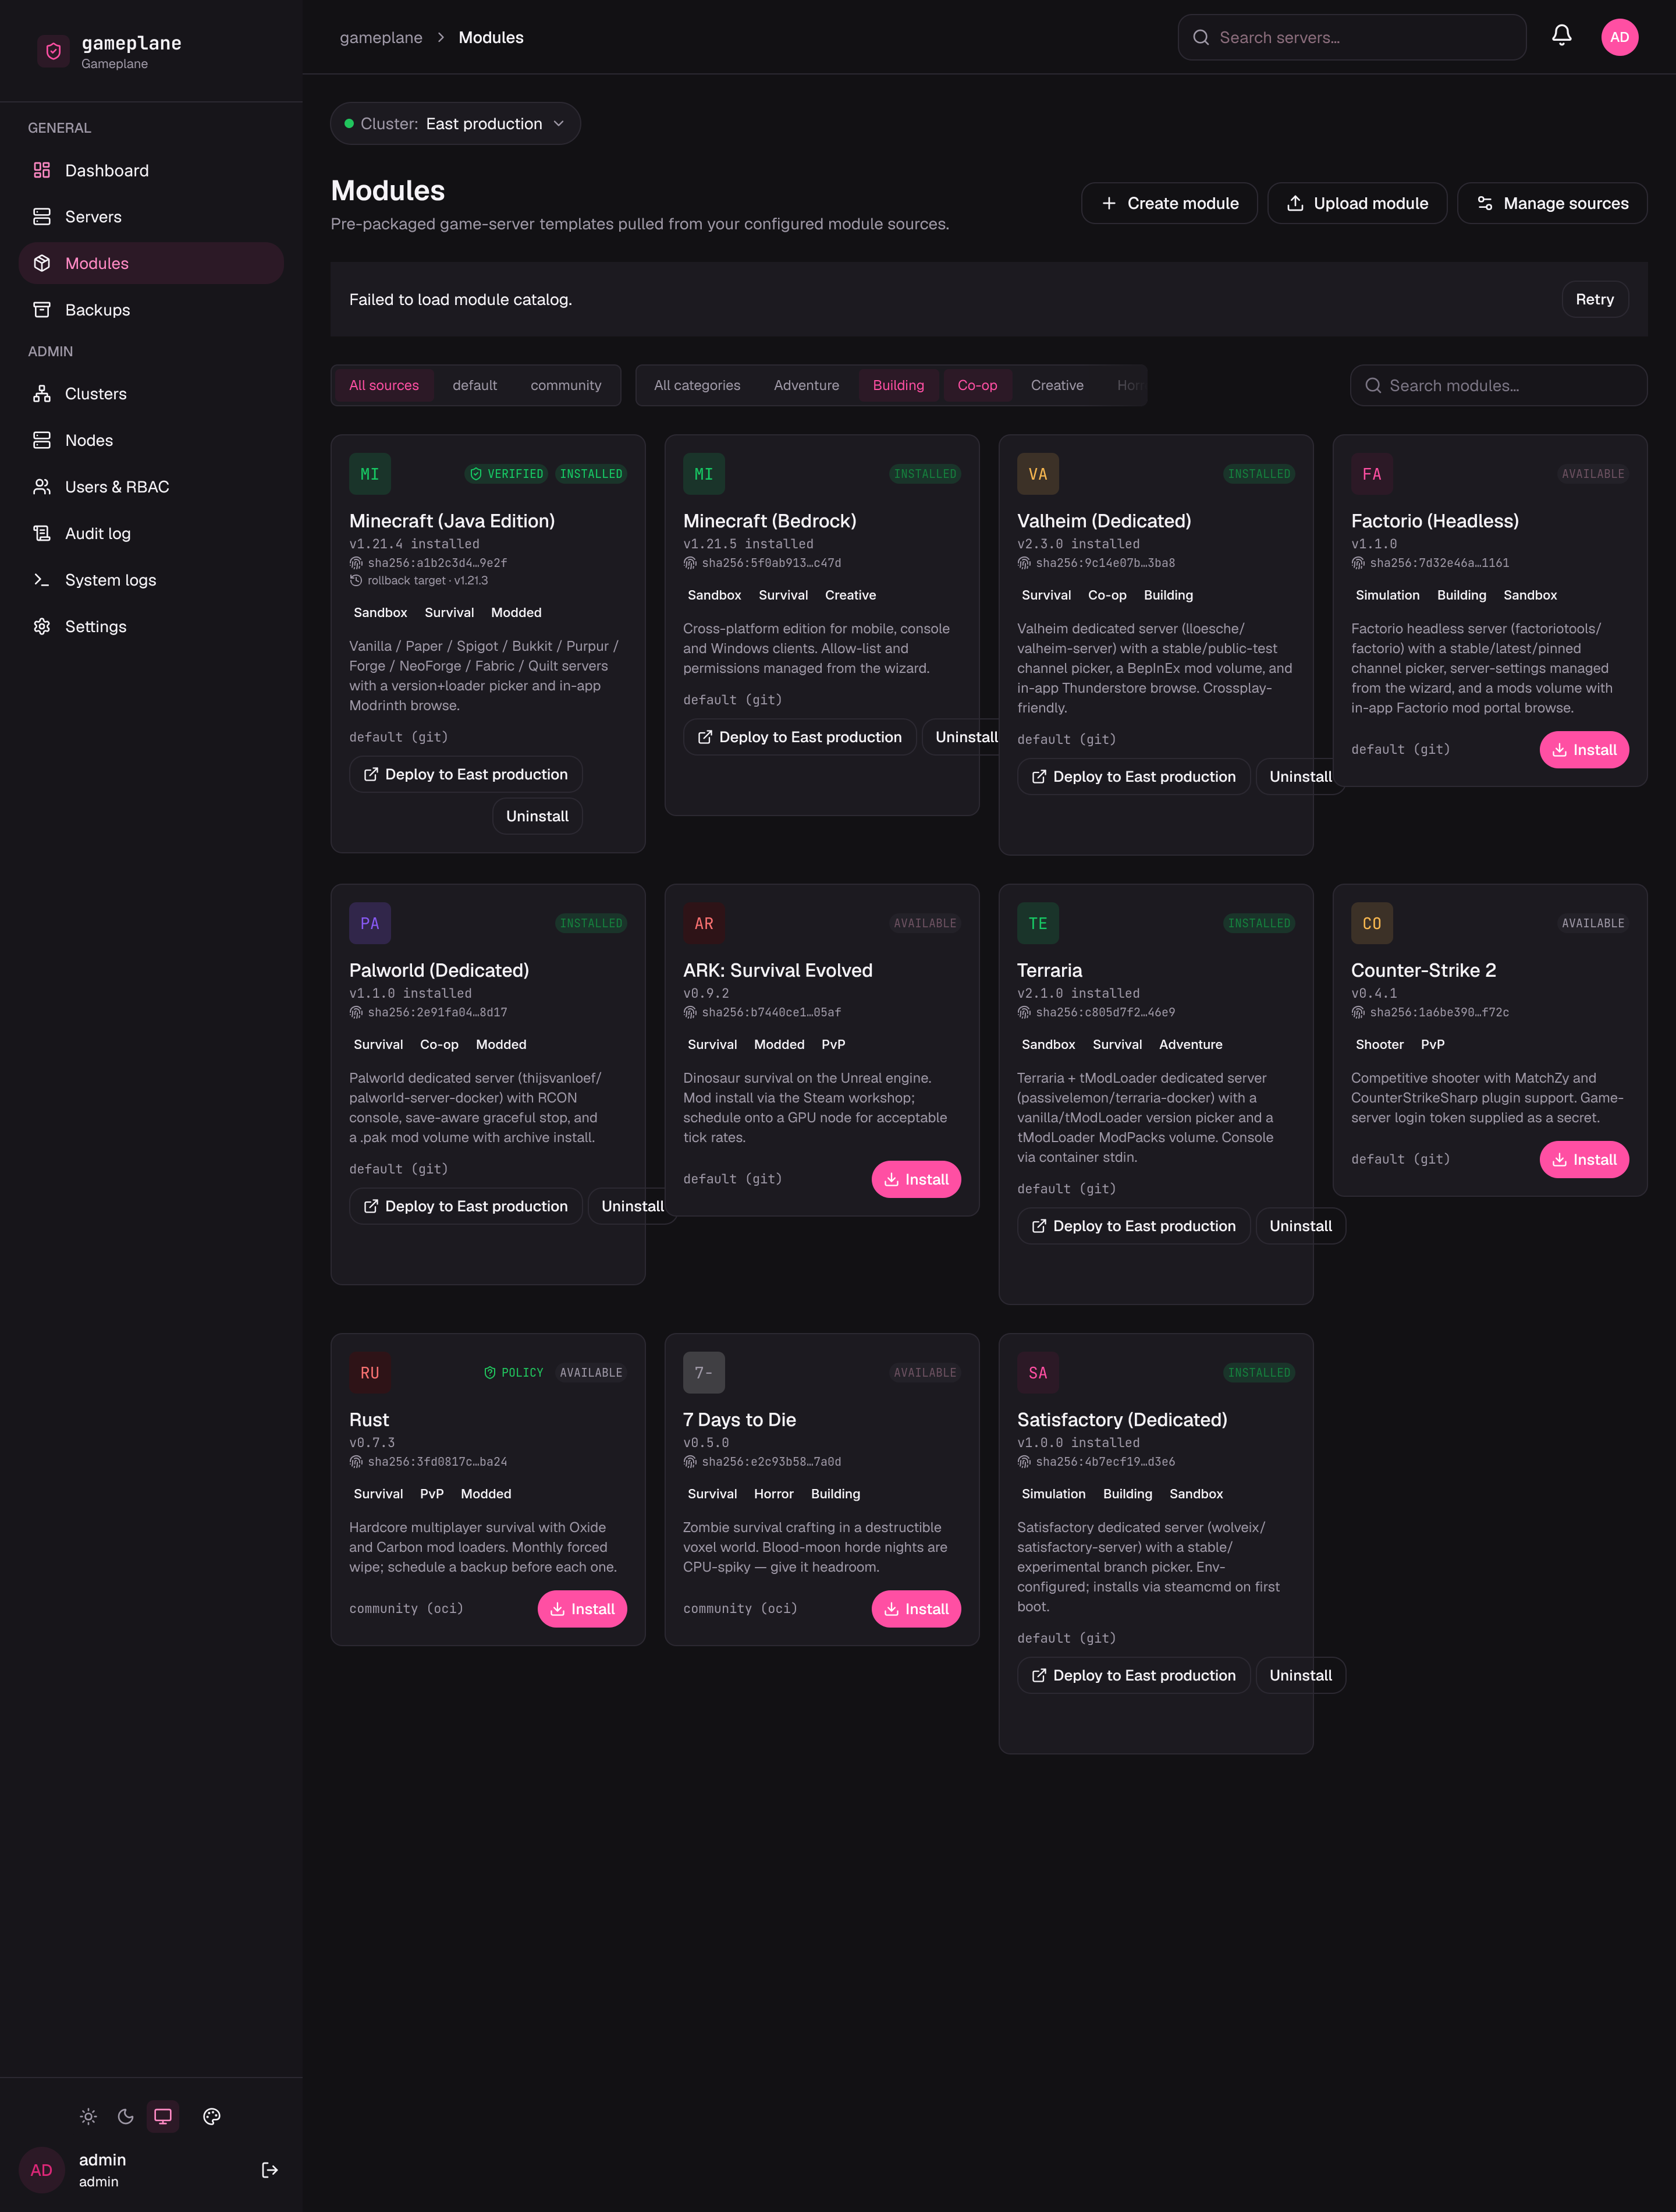 gameplane
Gameplane
GENERAL
Dashboard
Servers
Modules
Backups
ADMIN
Clusters
Nodes
Users & RBAC
Audit log
System logs
Settings
AD
admin
admin
gameplane > Modules
Search servers…
AD
Cluster: East production
Modules
Pre-packaged game-server templates pulled from your configured module sources.
Create module
Upload module
Manage sources
Failed to load module catalog.
Retry
All sources
default
community
All categories
Adventure
Building
Co-op
Creative
Search modules…
MI
VERIFIED
INSTALLED
Minecraft (Java Edition)
v1.21.4 installed
sha256:a1b2c3d4…9e2f
rollback target · v1.21.3
Sandbox Survival Modded
Vanilla / Paper / Spigot / Bukkit / Purpur /
Forge / NeoForge / Fabric / Quilt servers
with a version+loader picker and in-app
Modrinth browse.
default (git)
Deploy to East production
Uninstall
MI
INSTALLED
Minecraft (Bedrock)
v1.21.5 installed
sha256:5f0ab913…c47d
Sandbox Survival Creative
Cross-platform edition for mobile, console
and Windows clients. Allow-list and
permissions managed from the wizard.
default (git)
Deploy to East production
Uninstall
VA
INSTALLED
Valheim (Dedicated)
v2.3.0 installed
sha256:9c14e07b…3ba8
Survival Co-op Building
Valheim dedicated server (lloesche/
valheim-server) with a stable/public-test
channel picker, a BepInEx mod volume, and
in-app Thunderstore browse. Crossplay-
friendly.
default (git)
Deploy to East production
Uninstall
FA
AVAILABLE
Factorio (Headless)
v1.1.0
sha256:7d32e46a…1161
Simulation Building Sandbox
Factorio headless server (factoriotools/
factorio) with a stable/latest/pinned
channel picker, server-settings managed
from the wizard, and a mods volume with
in-app Factorio mod portal browse.
default (git)
Install
PA
INSTALLED
Palworld (Dedicated)
v1.1.0 installed
sha256:2e91fa04…8d17
Survival Co-op Modded
Palworld dedicated server (thijsvanloef/
palworld-server-docker) with RCON
console, save-aware graceful stop, and
a .pak mod volume with archive install.
default (git)
Deploy to East production
Uninstall
AR
AVAILABLE
ARK: Survival Evolved
v0.9.2
sha256:b7440ce1…05af
Survival Modded PvP
Dinosaur survival on the Unreal engine.
Mod install via the Steam workshop;
schedule onto a GPU node for acceptable
tick rates.
default (git)
Install
TE
INSTALLED
Terraria
v2.1.0 installed
sha256:c805d7f2…46e9
Sandbox Survival Adventure
Terraria + tModLoader dedicated server
(passivelemon/terraria-docker) with a
vanilla/tModLoader version picker and a
tModLoader ModPacks volume. Console
via container stdin.
default (git)
Deploy to East production
Uninstall
CO
AVAILABLE
Counter-Strike 2
v0.4.1
sha256:1a6be390…f72c
Shooter PvP
Competitive shooter with MatchZy and
CounterStrikeSharp plugin support. Game-
server login token supplied as a secret.
default (git)
Install
RU
POLICY
AVAILABLE
Rust
v0.7.3
sha256:3fd0817c…ba24
Survival PvP Modded
Hardcore multiplayer survival with Oxide
and Carbon mod loaders. Monthly forced
wipe; schedule a backup before each one.
community (oci)
Install
7-
AVAILABLE
7 Days to Die
v0.5.0
sha256:e2c93b58…7a0d
Survival Horror Building
Zombie survival crafting in a destructible
voxel world. Blood-moon horde nights are
CPU-spiky — give it headroom.
community (oci)
Install
SA
INSTALLED
Satisfactory (Dedicated)
v1.0.0 installed
sha256:4b7ecf19…d3e6
Simulation Building Sandbox
Satisfactory dedicated server (wolveix/
satisfactory-server) with a stable/
experimental branch picker. Env-
configured; installs via steamcmd on first
boot.
default (git)
Deploy to East production
Uninstall